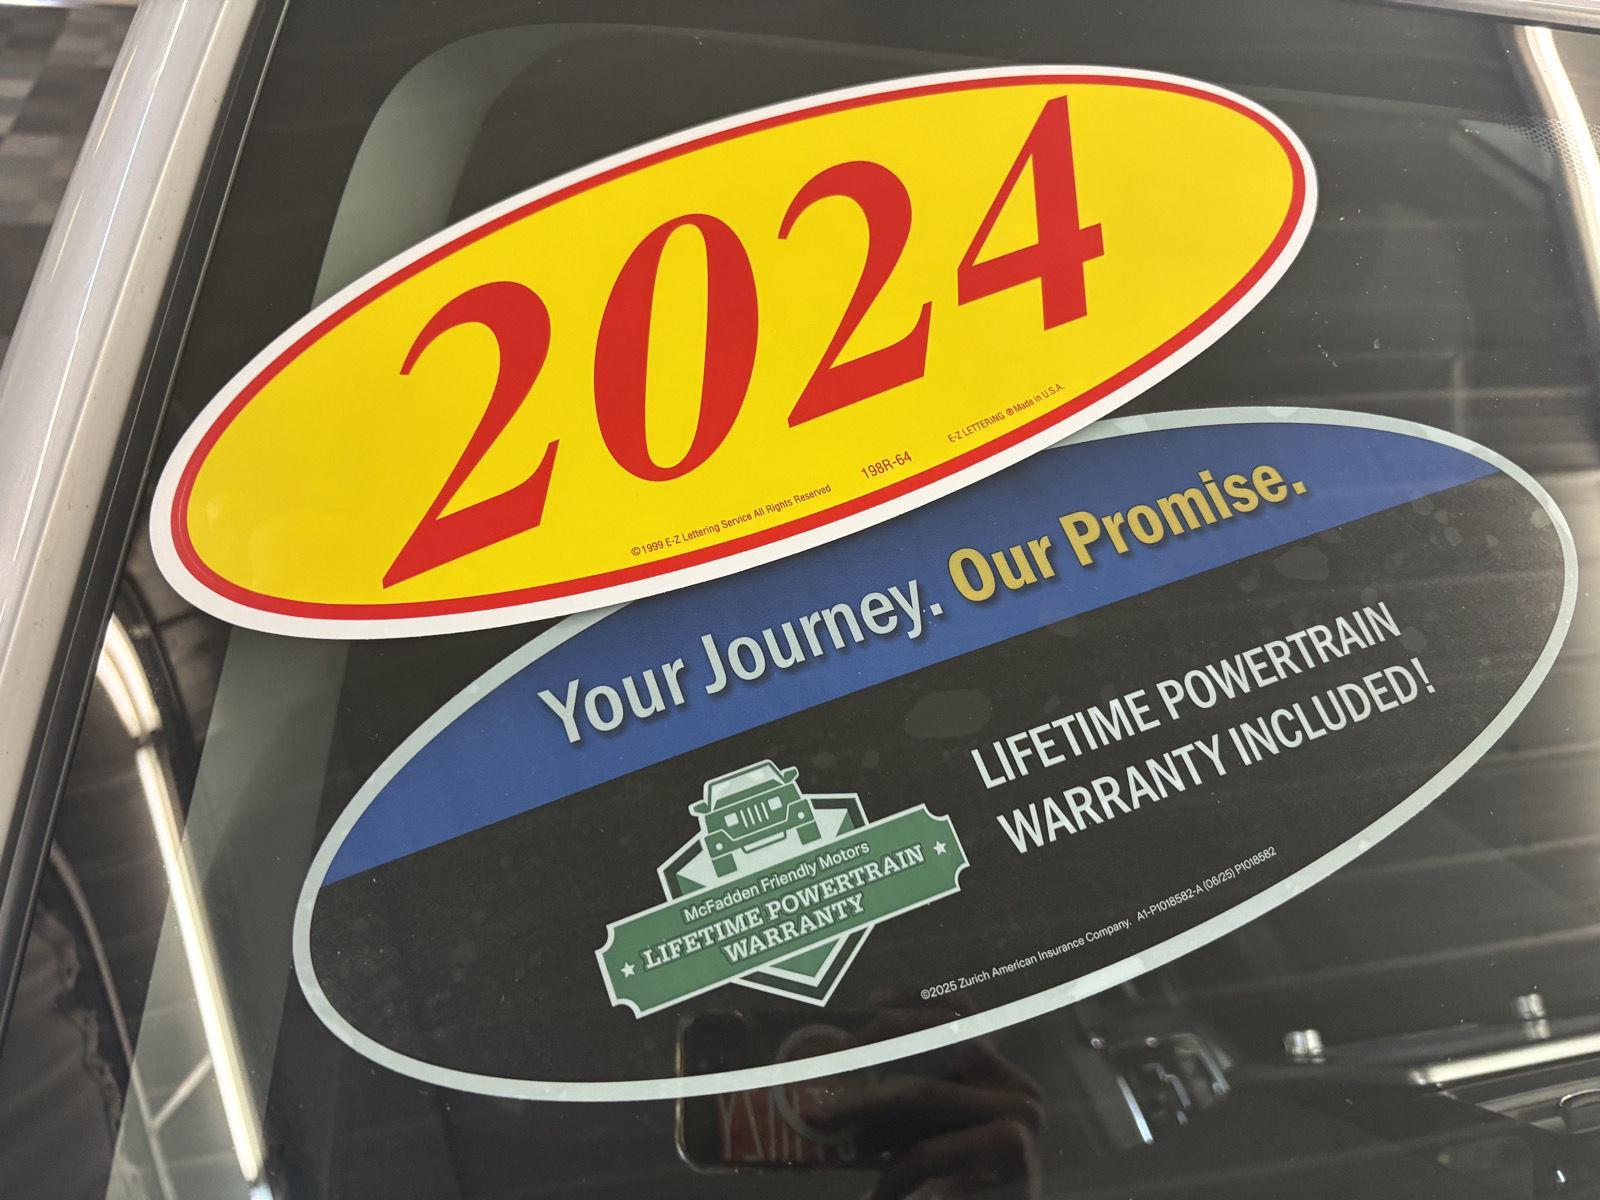 2024
©1999 E-Z Lettering Service All Rights Reserved 198R-64 E-Z LETTERING ® Made in U.S.A.
Your Journey. Our Promise.
LIFETIME POWERTRAIN
WARRANTY INCLUDED!
McFadden Friendly Motors
LIFETIME POWERTRAIN
WARRANTY
©2025 Zurich American Insurance Company. A1-P1018582-A (06/25) P1018582